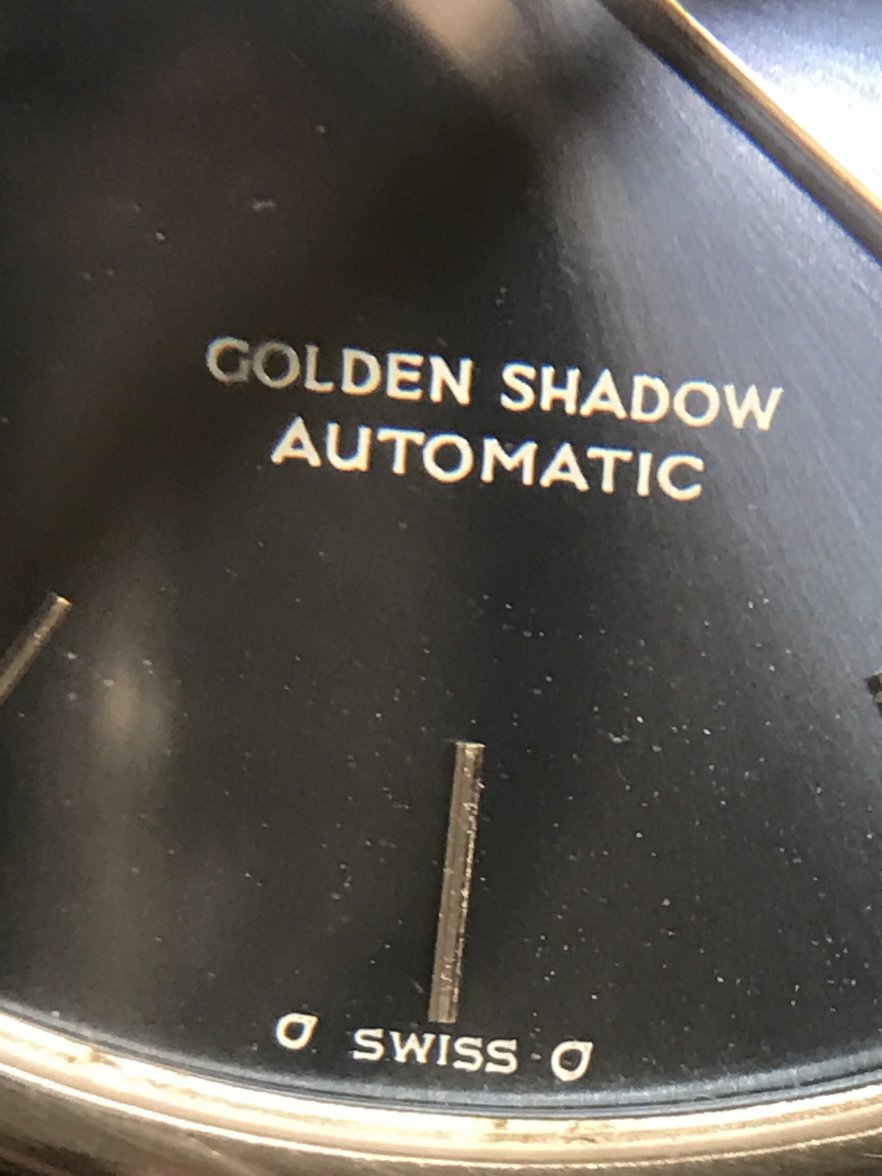 GOLDEN SHADOW
AUTOMATIC
σ SWISS σ